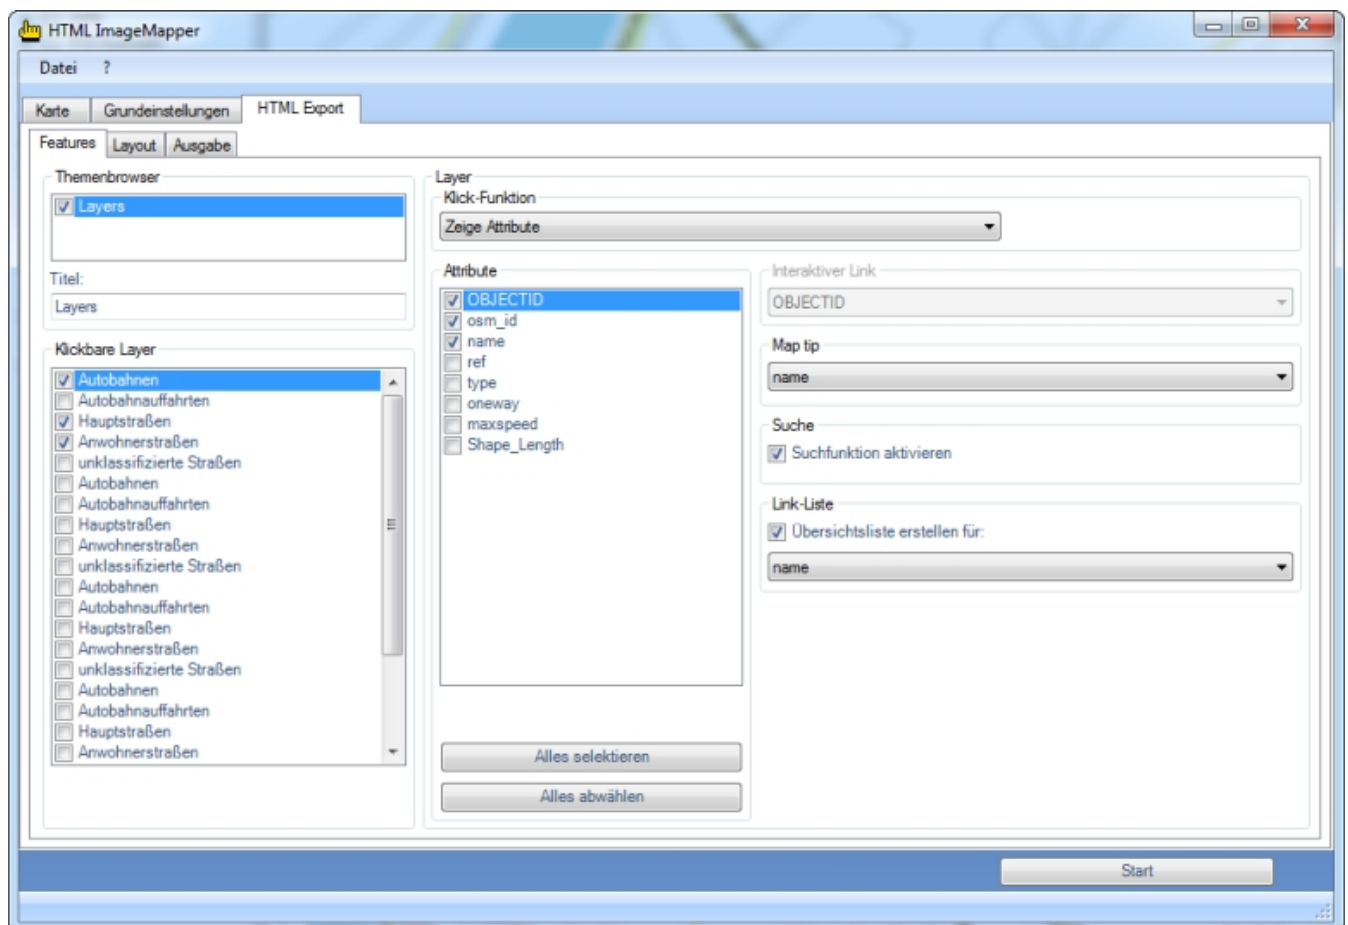 HTML ImageMapper
Datei ?
Karte Grundeinstellungen HTML Export
Features Layout Ausgabe
Themenbrowser
Layers
Titel:
Layers
Klickbare Layer
Autobahnen
Autobahnauffahrten
Hauptstraßen
Anwohnerstraßen
unklassifizierte Straßen
Autobahnen
Autobahnauffahrten
Hauptstraßen
Anwohnerstraßen
unklassifizierte Straßen
Autobahnen
Autobahnauffahrten
Hauptstraßen
Anwohnerstraßen
unklassifizierte Straßen
Autobahnen
Autobahnauffahrten
Hauptstraßen
Anwohnerstraßen
Layer
Klick-Funktion
Zeige Attribute
Attribute
OBJECTID
osm_id
name
ref
type
oneway
maxspeed
Shape_Length
Alles selektieren
Alles abwählen
Interaktiver Link
OBJECTID
Map tip
name
Suche
Suchfunktion aktivieren
Link-Liste
Übersichtsliste erstellen für:
name
Start